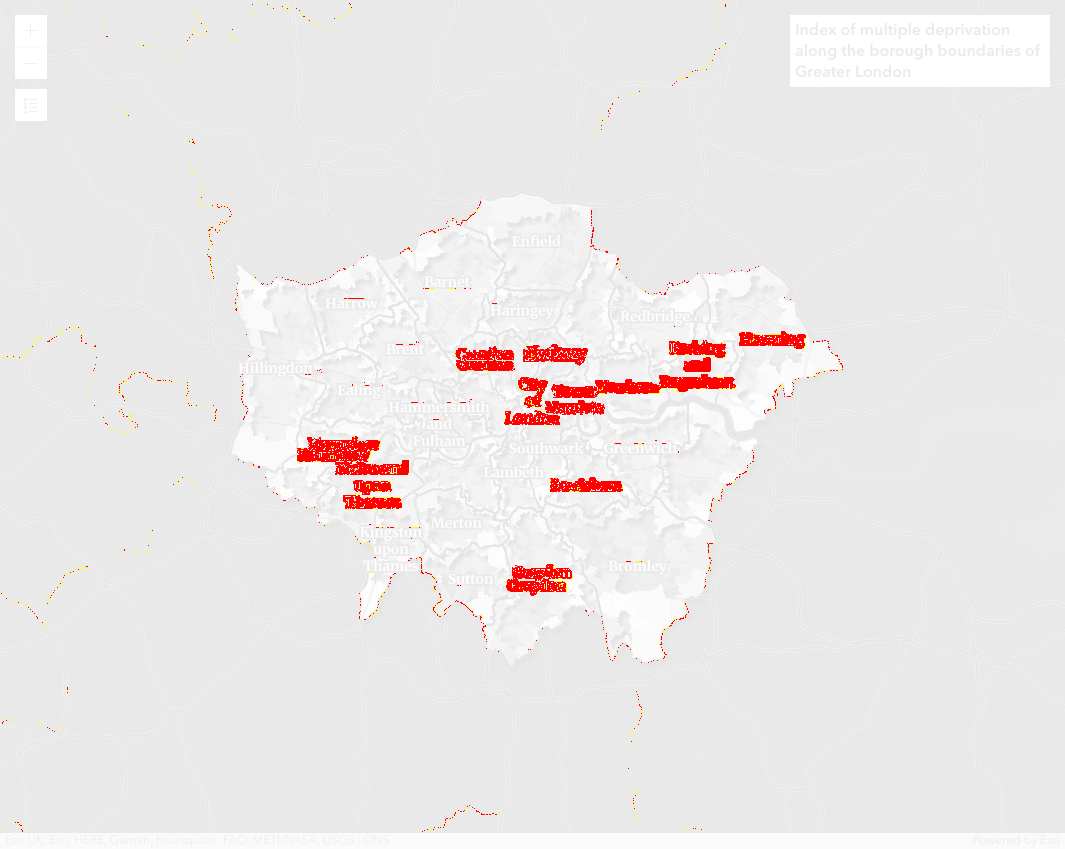 Index of multiple deprivation
along the borough boundaries of
Greater London
Enfield
Barnet
Harrow
Haringey
Redbridge
Havering
Brent
Camden
Hackney
Barking
and
Dagenham
Hillingdon
Ealing
City
of
London
Tower
Hamlets
Newham
Hammersmith
and
Fulham
Hounslow
Southwark
Greenwich
Richmond
upon
Thames
Lambeth
Lewisham
Merton
Kingston
upon
Thames
Sutton
Croydon
Croydon
Bromley
Esri UK, Esri, HERE, Garmin, Foursquare, FAO, METI/NASA, USGS | ONS
Powered by Esri